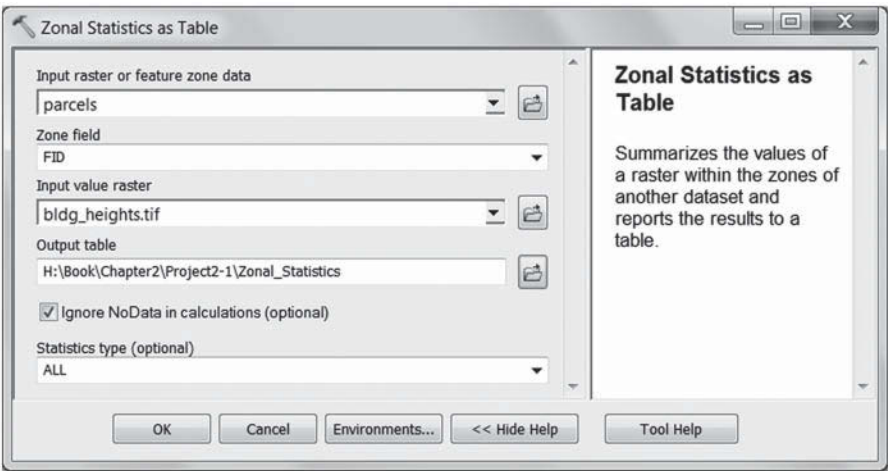 Zonal Statistics as Table
Input raster or feature zone data
parcels
Zone field
FID
Input value raster
bldg_heights.tif
Output table
H:\Book\Chapter2\Project2-1\Zonal_Statistics
Ignore NoData in calculations (optional)
Statistics type (optional)
ALL
OK
Cancel
Environments...
<< Hide Help
Zonal Statistics as
Table
Summarizes the values of
a raster within the zones of
another dataset and
reports the results to a
table.
Tool Help